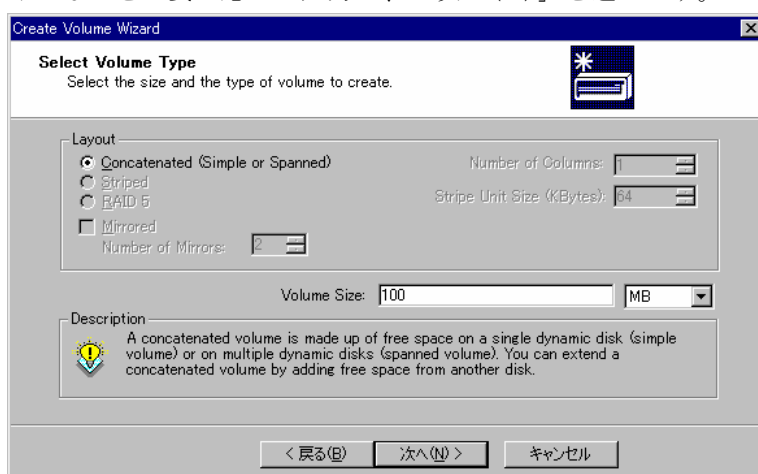 Create Volume Wizard
Select Volume Type
Select the size and the type of volume to create.
Layout
Concatenated (Simple or Spanned)
Striped
RAID 5
Mirrored
Number of Mirrors: 2
Number of Columns: 1
Stripe Unit Size (KBytes): 64
Volume Size: 100 MB
Description
A concatenated volume is made up of free space on a single dynamic disk (simple
volume) or on multiple dynamic disks (spanned volume). You can extend a
concatenated volume by adding free space from another disk.
< 戻る(B) 次へ(N) > キャンセル